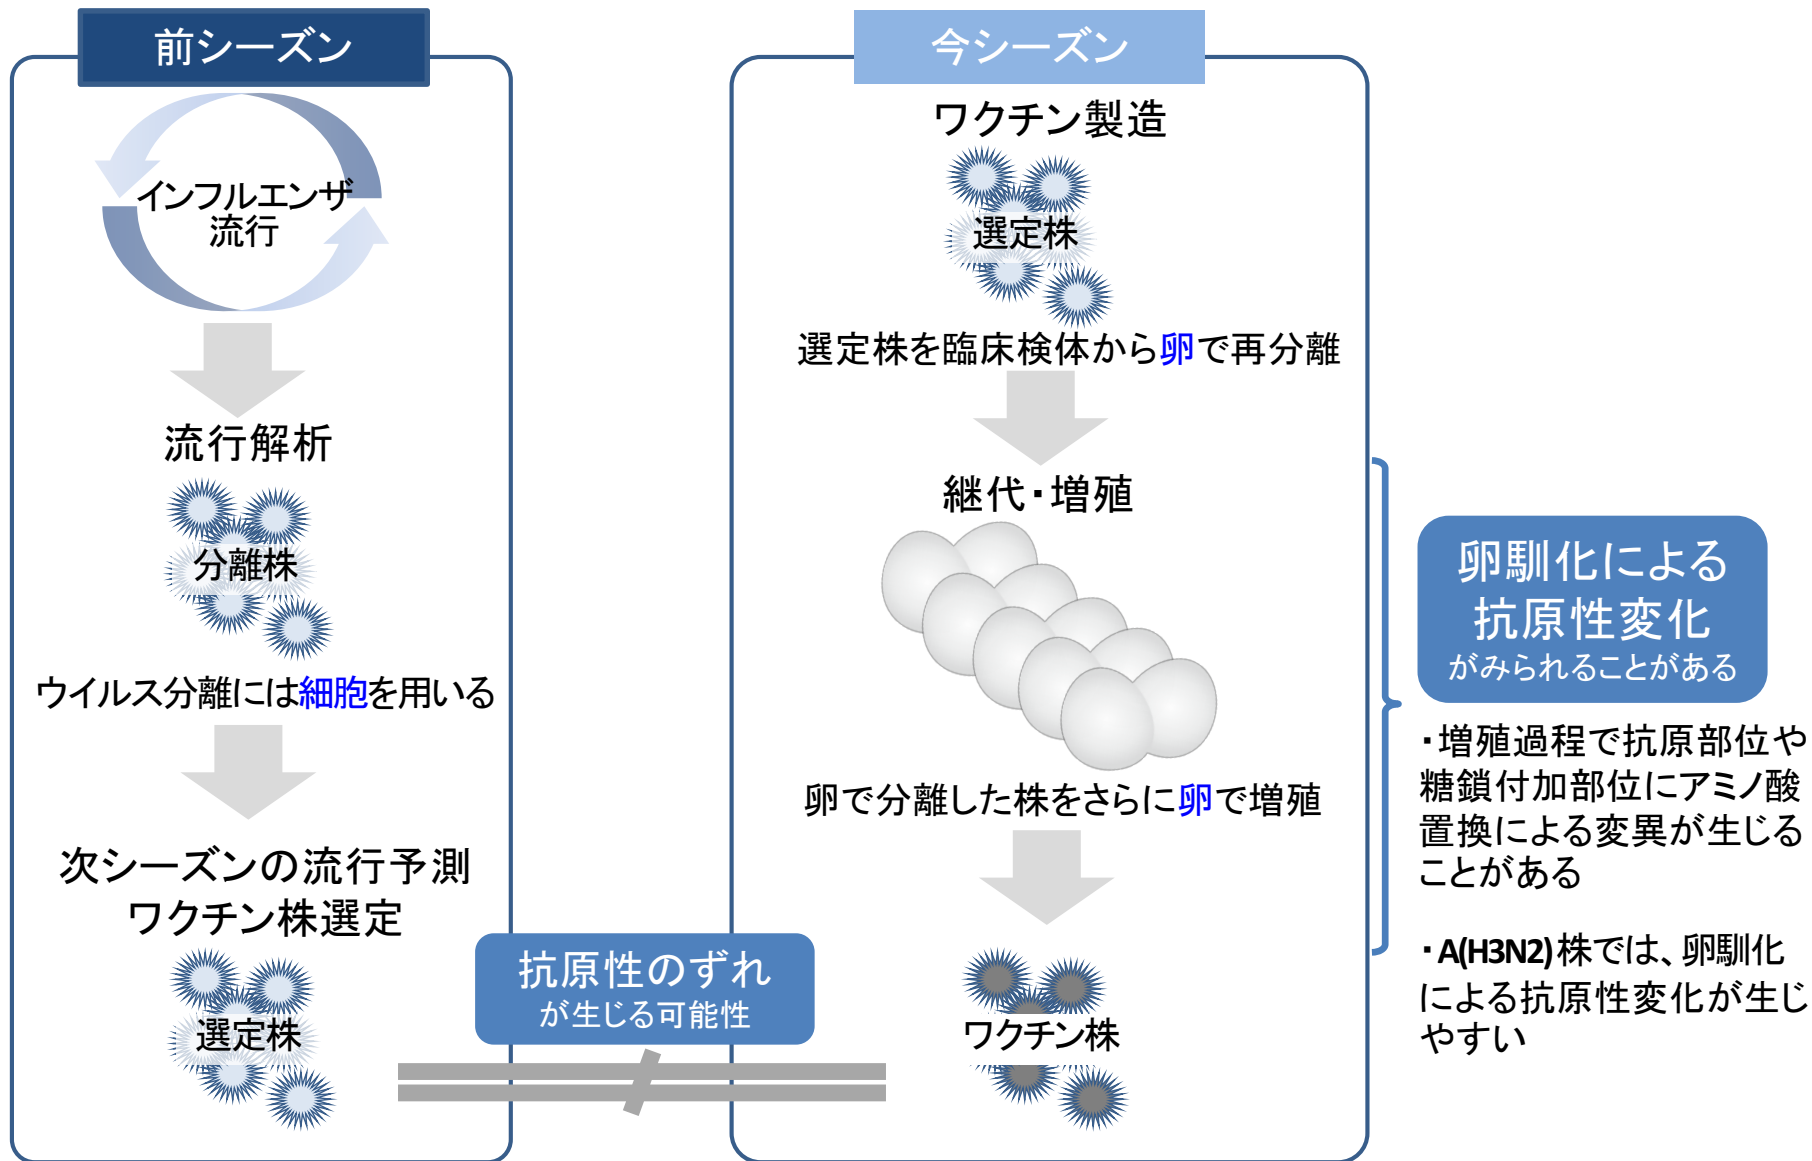 前シーズン
インフルエンザ
流行
流行解析
分離株
ウイルス分離には細胞を用いる
次シーズンの流行予測
ワクチン株選定
選定株
抗原性のずれ
が生じる可能性
今シーズン
ワクチン製造
選定株
選定株を臨床検体から卵で再分離
継代・増殖
卵で分離した株をさらに卵で増殖
ワクチン株
卵馴化による
抗原性変化
がみられることがある
・増殖過程で抗原部位や
糖鎖付加部位にアミノ酸
置換による変異が生じる
ことがある
・A(H3N2)株では、卵馴化
による抗原性変化が生じ
やすい